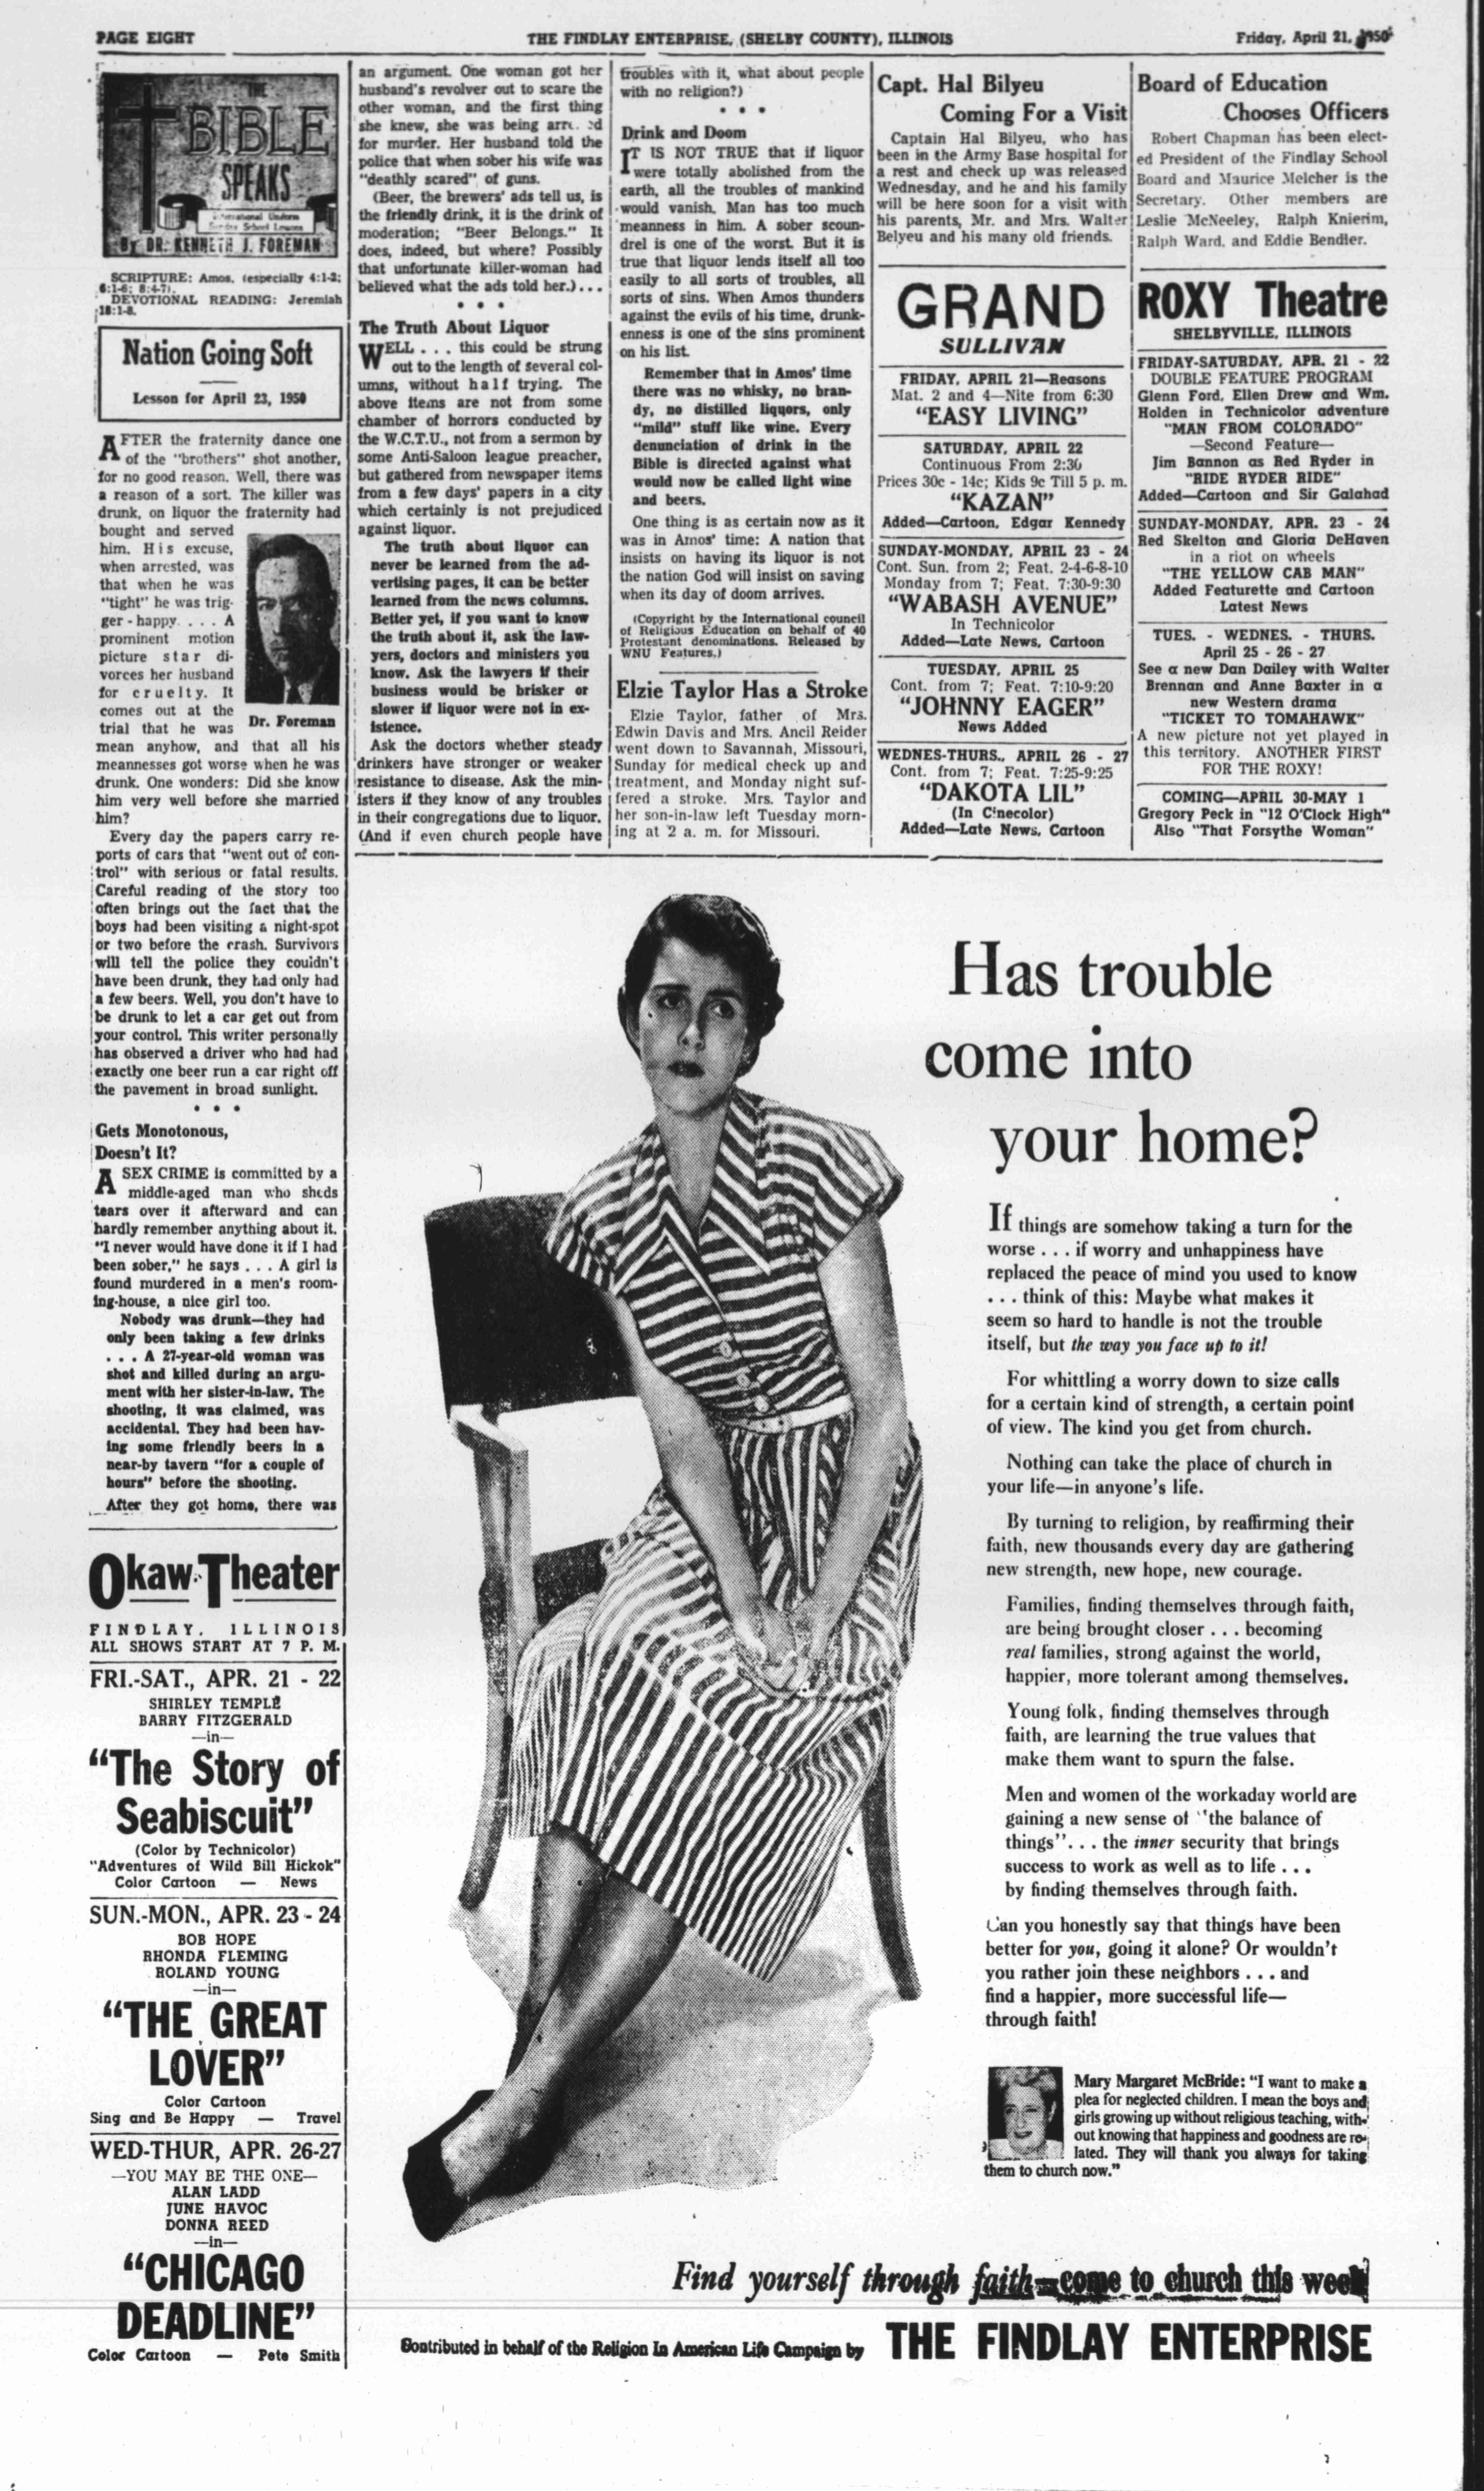 PAGE EIGHT
THE FINDLAY ENTERPRISE, (SHELBY COUNTY), ILLINOIS
Friday, April 21, 1950
THE
BIBLE
SPEAKS
International Uniform
Sunday School Lessons
By DR. KENNETH J. FOREMAN
SCRIPTURE: Amos, (especially 4:1-2;
6:1-6; 8:4-7).
DEVOTIONAL READING: Jeremiah
18:1-8.
Nation Going Soft
Lesson for April 23, 1950
AFTER the fraternity dance one
of the "brothers" shot another,
for no good reason. Well, there was
a reason of a sort. The killer was
drunk, on liquor the fraternity had
bought and served
him. His excuse,
when arrested, was
that when he was
"tight" he was trig-
ger-happy. . . . A
prominent motion
picture star di-
vorces her husband
for cruelty. It
comes out at the
trial that he was
Dr. Foreman
mean anyhow, and that all his
meannesses got worse when he was
drunk. One wonders: Did she know
him very well before she married
him?
Every day the papers carry re-
ports of cars that "went out of con-
trol" with serious or fatal results.
Careful reading of the story too
often brings out the fact that the
boys had been visiting a night-spot
or two before the crash. Survivors
will tell the police they couldn't
have been drunk, they had only had
a few beers. Well, you don't have to
be drunk to let a car get out from
your control. This writer personally
has observed a driver who had had
exactly one beer run a car right off
the pavement in broad sunlight.
• • •
Gets Monotonous,
Doesn't It?
A SEX CRIME is committed by a
middle-aged man who sheds
tears over it afterward and can
hardly remember anything about it.
"I never would have done it if I had
been sober," he says . . . A girl is
found murdered in a men's room-
ing-house, a nice girl too.
Nobody was drunk—they had
only been taking a few drinks
. . . A 27-year-old woman was
shot and killed during an argu-
ment with her sister-in-law. The
shooting, it was claimed, was
accidental. They had been hav-
ing some friendly beers in a
near-by tavern "for a couple of
hours" before the shooting.
After they got home, there was
an argument. One woman got her
husband's revolver out to scare the
other woman, and the first thing
she knew, she was being
for murder. Her husband told the
police that when sober his wife was
"deathly scared" of guns.
(Beer, the brewers' ads tell us, is
the friendly drink, it is the drink of
moderation; "Beer Belongs." It
does, indeed, but where? Possibly
that unfortunate killer-woman had
believed what the ads told her.) . . .
• • •
The Truth About Liquor
WELL . . . this could be strung
out to the length of several col-
umns, without half trying. The
above items are not from some
chamber of horrors conducted by
the W.C.T.U., not from a sermon by
some Anti-Saloon league preacher,
but gathered from newspaper items
from a few days' papers in a city
which certainly is not prejudiced
against liquor.
The truth about liquor can
never be learned from the ad-
vertising pages, it can be better
learned from the news columns.
Better yet, if you want to know
the truth about it, ask the law-
yers, doctors and ministers you
know. Ask the lawyers if their
business would be brisker or
slower if liquor were not in ex-
istence.
Ask the doctors whether steady
drinkers have stronger or weaker
resistance to disease. Ask the min-
isters if they know of any troubles
in their congregations due to liquor.
(And if even church people have
troubles with it, what about people
with no religion?)
• • •
Drink and Doom
IT IS NOT TRUE that if liquor
were totally abolished from the
earth, all the troubles of mankind
would vanish. Man has too much
meanness in him. A sober scoun-
drel is one of the worst. But it is
true that liquor lends itself all too
easily to all sorts of troubles, all
sorts of sins. When Amos thunders
against the evils of his time, drunk-
enness is one of the sins prominent
on his list.
Remember that in Amos' time
there was no whisky, no bran-
dy, no distilled liquors, only
"mild" stuff like wine. Every
denunciation of drink in the
Bible is directed against what
would now be called light wine
and beers.
One thing is as certain now as it
was in Amos' time: A nation that
insists on having its liquor is not
the nation God will insist on saving
when its day of doom arrives.
(Copyright by the International council
of Religious Education on behalf of 40
Protestant denominations. Released by
WNU Features.)
Elzie Taylor Has a Stroke
Elzie Taylor, father of Mrs.
Edwin Davis and Mrs. Ancil Reider
went down to Savannah, Missouri,
Sunday for medical check up and
treatment, and Monday night suf-
fered a stroke. Mrs. Taylor and
her son-in-law left Tuesday morn-
ing at 2 a. m. for Missouri.
Capt. Hal Bilyeu
Coming For a Visit
Captain Hal Bilyeu, who has
been in the Army Base hospital for
a rest and check up was released
Wednesday, and he and his family
will be here soon for a visit with
his parents, Mr. and Mrs. Walter
Belyeu and his many old friends.
GRAND
SULLIVAN
FRIDAY, APRIL 21—Reasons
Mat. 2 and 4—Nite from 6:30
"EASY LIVING"
SATURDAY, APRIL 22
Continuous From 2:30
Prices 30c - 14c; Kids 9c Till 5 p. m.
"KAZAN"
Added—Cartoon, Edgar Kennedy
SUNDAY-MONDAY, APRIL 23 - 24
Cont. Sun. from 2; Feat. 2-4-6-8-10
Monday from 7; Feat. 7:30-9:30
"WABASH AVENUE"
In Technicolor
Added—Late News, Cartoon
TUESDAY, APRIL 25
Cont. from 7; Feat. 7:10-9:20
"JOHNNY EAGER"
News Added
WEDNES-THURS., APRIL 26 - 27
Cont. from 7; Feat. 7:25-9:25
"DAKOTA LIL"
(In Cinecolor)
Added—Late News, Cartoon
Board of Education
Chooses Officers
Robert Chapman has been elect-
ed President of the Findlay School
Board and Maurice Melcher is the
Secretary. Other members are
Leslie McNeeley, Ralph Knierim,
Ralph Ward, and Eddie Bendler.
ROXY Theatre
SHELBYVILLE, ILLINOIS
FRIDAY-SATURDAY, APR. 21 - 22
DOUBLE FEATURE PROGRAM
Glenn Ford, Ellen Drew and Wm.
Holden in Technicolor adventure
"MAN FROM COLORADO"
—Second Feature—
Jim Bannon as Red Ryder in
"RIDE RYDER RIDE"
Added—Cartoon and Sir Galahad
SUNDAY-MONDAY, APR. 23 - 24
Red Skelton and Gloria DeHaven
in a riot on wheels
"THE YELLOW CAB MAN"
Added Featurette and Cartoon
Latest News
TUES. - WEDNES. - THURS.
April 25 - 26 - 27
See a new Dan Dailey with Walter
Brennan and Anne Baxter in a
new Western drama
"TICKET TO TOMAHAWK"
A new picture not yet played in
this territory. ANOTHER FIRST
FOR THE ROXY!
COMING—APRIL 30-MAY 1
Gregory Peck in "12 O'Clock High"
Also "That Forsythe Woman"
Okaw Theater
FINDLAY, ILLINOIS
ALL SHOWS START AT 7 P. M.
FRI.-SAT., APR. 21 - 22
SHIRLEY TEMPLE
BARRY FITZGERALD
—in—
"The Story of
Seabiscuit"
(Color by Technicolor)
"Adventures of Wild Bill Hickok"
Color Cartoon — News
SUN.-MON., APR. 23 - 24
BOB HOPE
RHONDA FLEMING
ROLAND YOUNG
—in—
"THE GREAT
LOVER"
Color Cartoon
Sing and Be Happy — Travel
WED-THUR, APR. 26-27
—YOU MAY BE THE ONE—
ALAN LADD
JUNE HAVOC
DONNA REED
—in—
"CHICAGO
DEADLINE"
Color Cartoon — Pete Smith
Has trouble
come into
your home?
If things are somehow taking a turn for the
worse . . . if worry and unhappiness have
replaced the peace of mind you used to know
. . . think of this: Maybe what makes it
seem so hard to handle is not the trouble
itself, but the way you face up to it!
For whittling a worry down to size calls
for a certain kind of strength, a certain point
of view. The kind you get from church.
Nothing can take the place of church in
your life—in anyone's life.
By turning to religion, by reaffirming their
faith, new thousands every day are gathering
new strength, new hope, new courage.
Families, finding themselves through faith,
are being brought closer . . . becoming
real families, strong against the world,
happier, more tolerant among themselves.
Young folk, finding themselves through
faith, are learning the true values that
make them want to spurn the false.
Men and women of the workaday world are
gaining a new sense of "the balance of
things". . . the inner security that brings
success to work as well as to life . . .
by finding themselves through faith.
Can you honestly say that things have been
better for you, going it alone? Or wouldn't
you rather join these neighbors . . . and
find a happier, more successful life—
through faith!
Mary Margaret McBride: "I want to make a
plea for neglected children. I mean the boys and
girls growing up without religious teaching, with-
out knowing that happiness and goodness are re-
lated. They will thank you always for taking
them to church now."
Find yourself through faith—come to church this week
Contributed in behalf of the Religion In American Life Campaign by THE FINDLAY ENTERPRISE